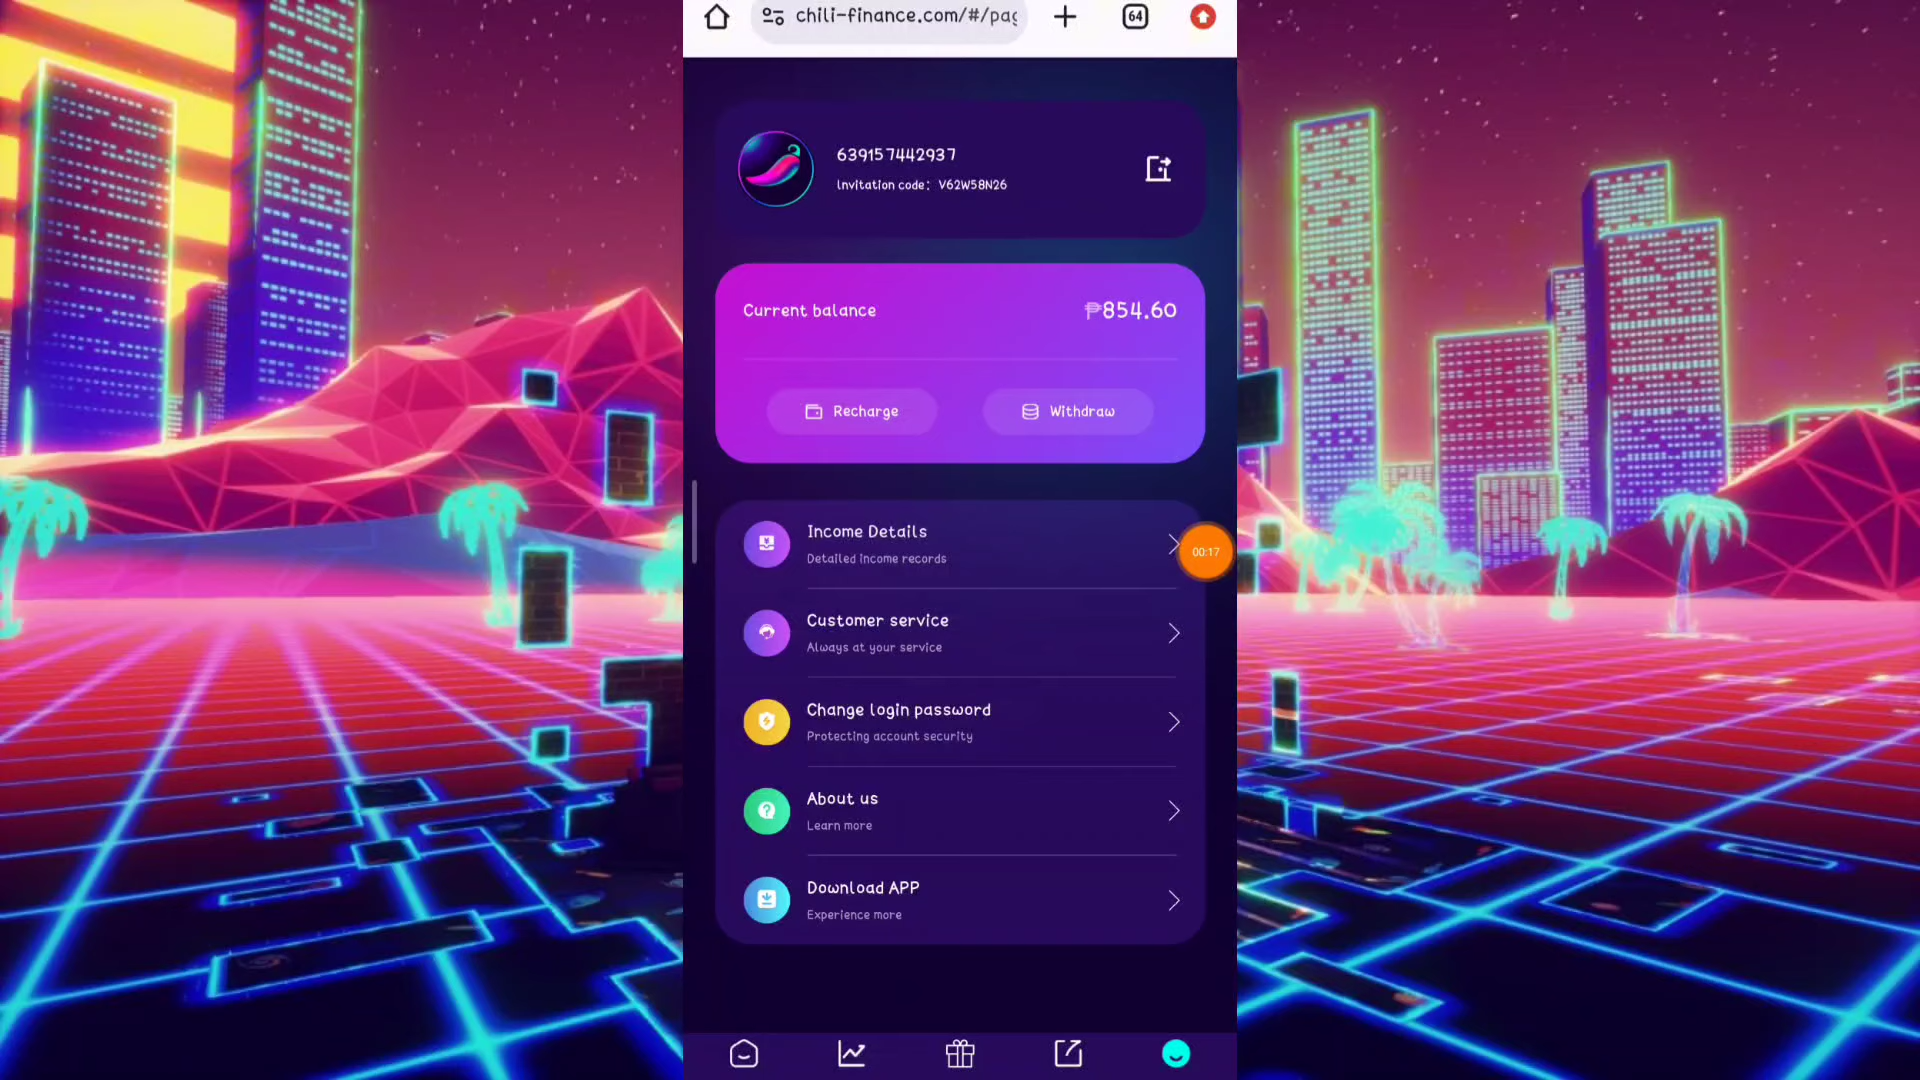 chili-finance.com/#/pag
64
639157442937
Invitation code: V62W58N26
Current balance
₱854.60
Recharge
Withdraw
Income Details
Detailed income records
00:17
Customer service
Always at your service
Change login password
Protecting account security
About us
Learn more
Download APP
Experience more